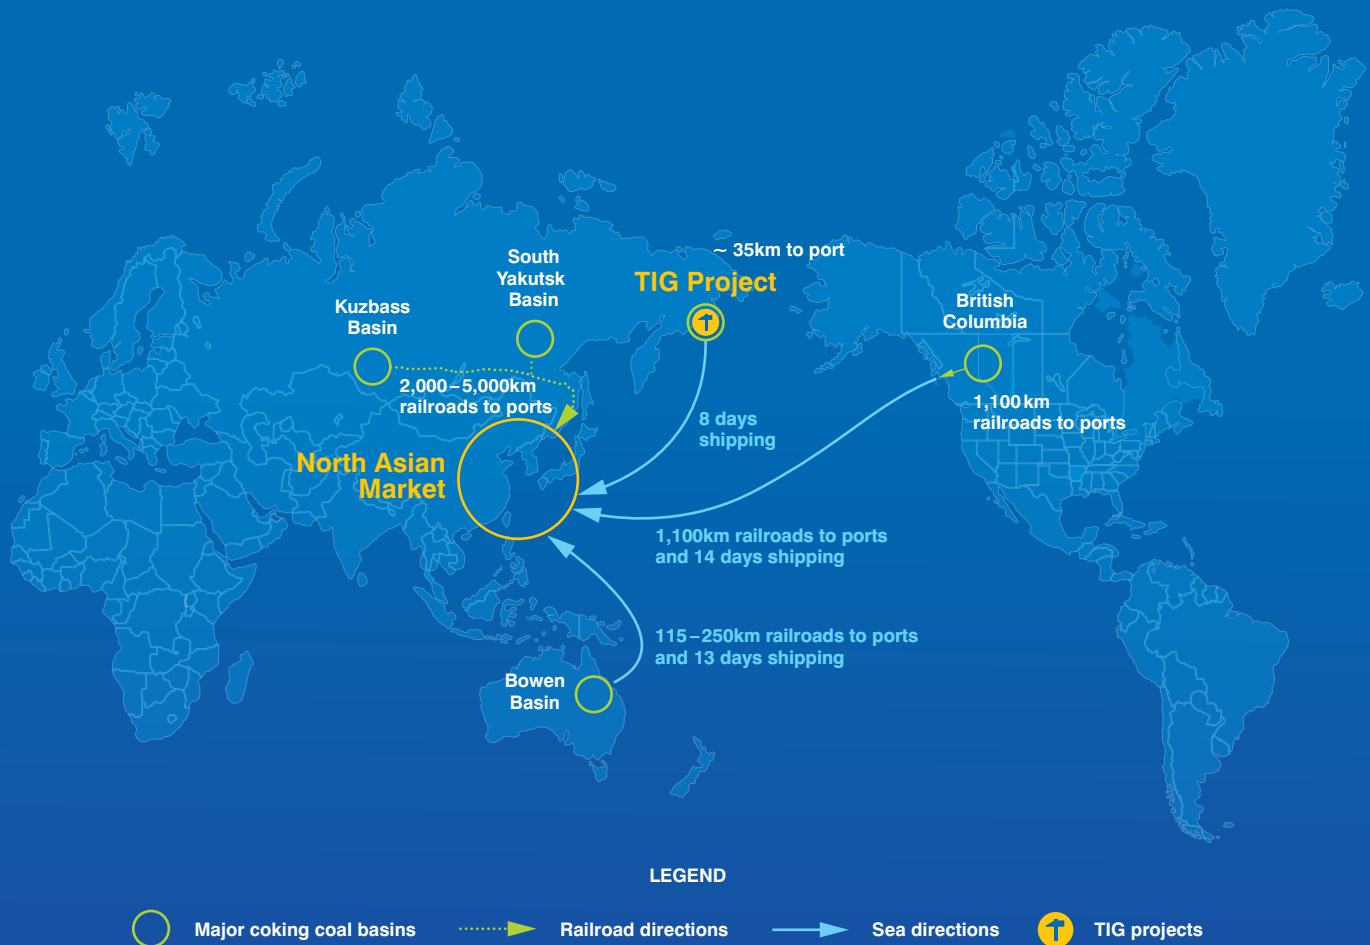 ~ 35km to port
TIG Project
South
Yakutsk
Basin
Kuzbass
Basin
British
Columbia
2,000–5,000km
railroads to ports
1,100 km
railroads to ports
8 days
shipping
North Asian
Market
1,100km railroads to ports
and 14 days shipping
115–250km railroads to ports
and 13 days shipping
Bowen
Basin
LEGEND
Major coking coal basins
Railroad directions
Sea directions
TIG projects